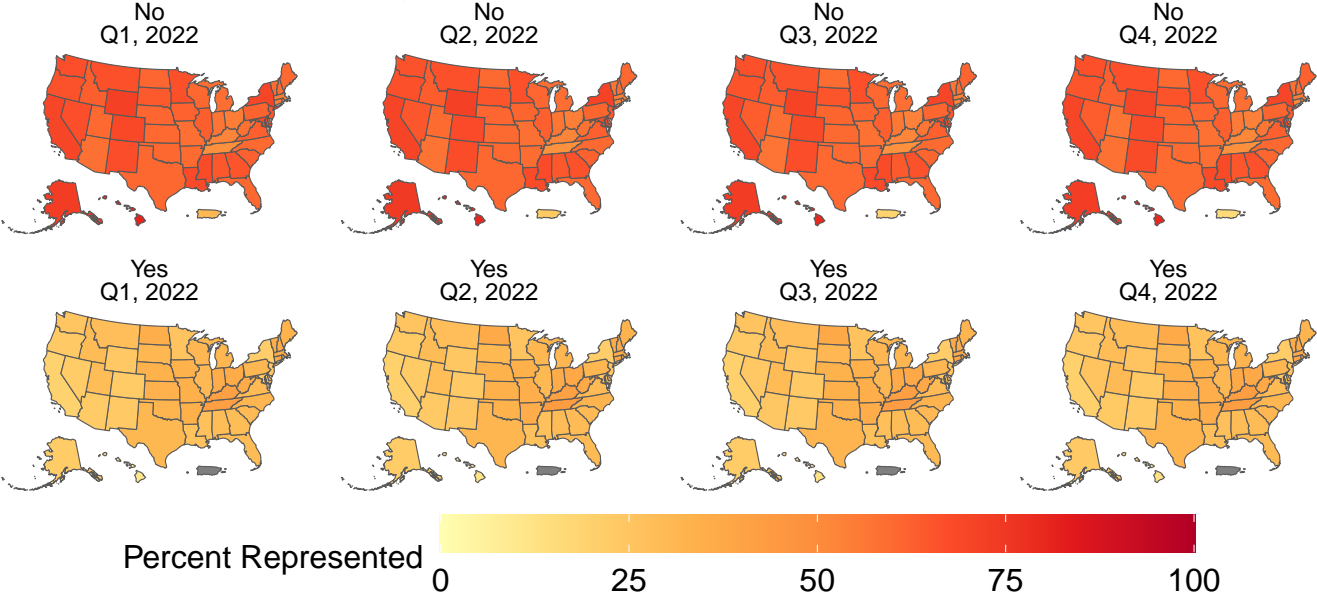 No
Q1, 2022
No
Q2, 2022
No
Q3, 2022
No
Q4, 2022
Yes
Q1, 2022
Yes
Q2, 2022
Yes
Q3, 2022
Yes
Q4, 2022
Percent Represented
0 25 50 75 100